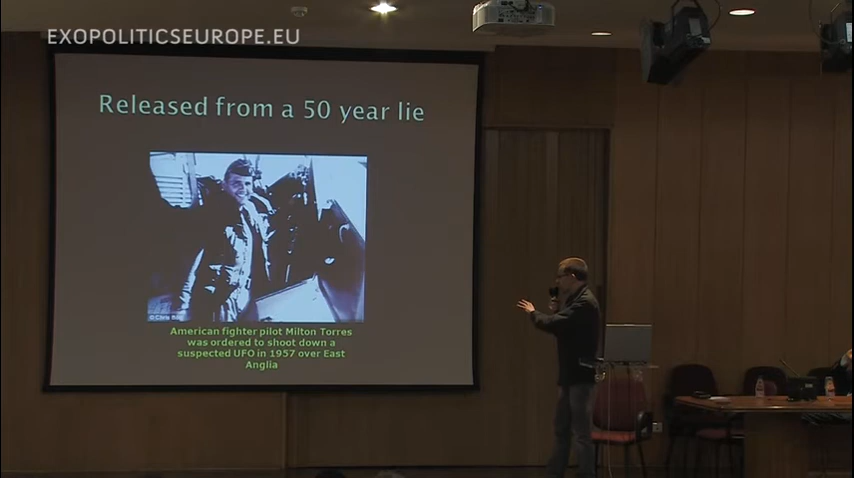 EXOPOLITICSEUROPE.EU
Released from a 50 year lie
American fighter pilot Milton Torres
was ordered to shoot down a
suspected UFO in 1957 over East
Anglia